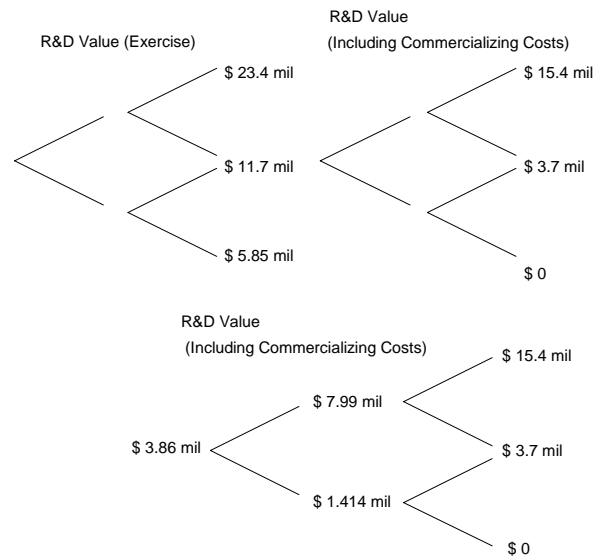 R&D Value (Exercise)
$ 23.4 mil
$ 11.7 mil
$ 5.85 mil
R&D Value
(Including Commercializing Costs)
$ 15.4 mil
$ 3.7 mil
$ 0
R&D Value
(Including Commercializing Costs)
$ 15.4 mil
$ 7.99 mil
$ 3.86 mil
$ 3.7 mil
$ 1.414 mil
$ 0